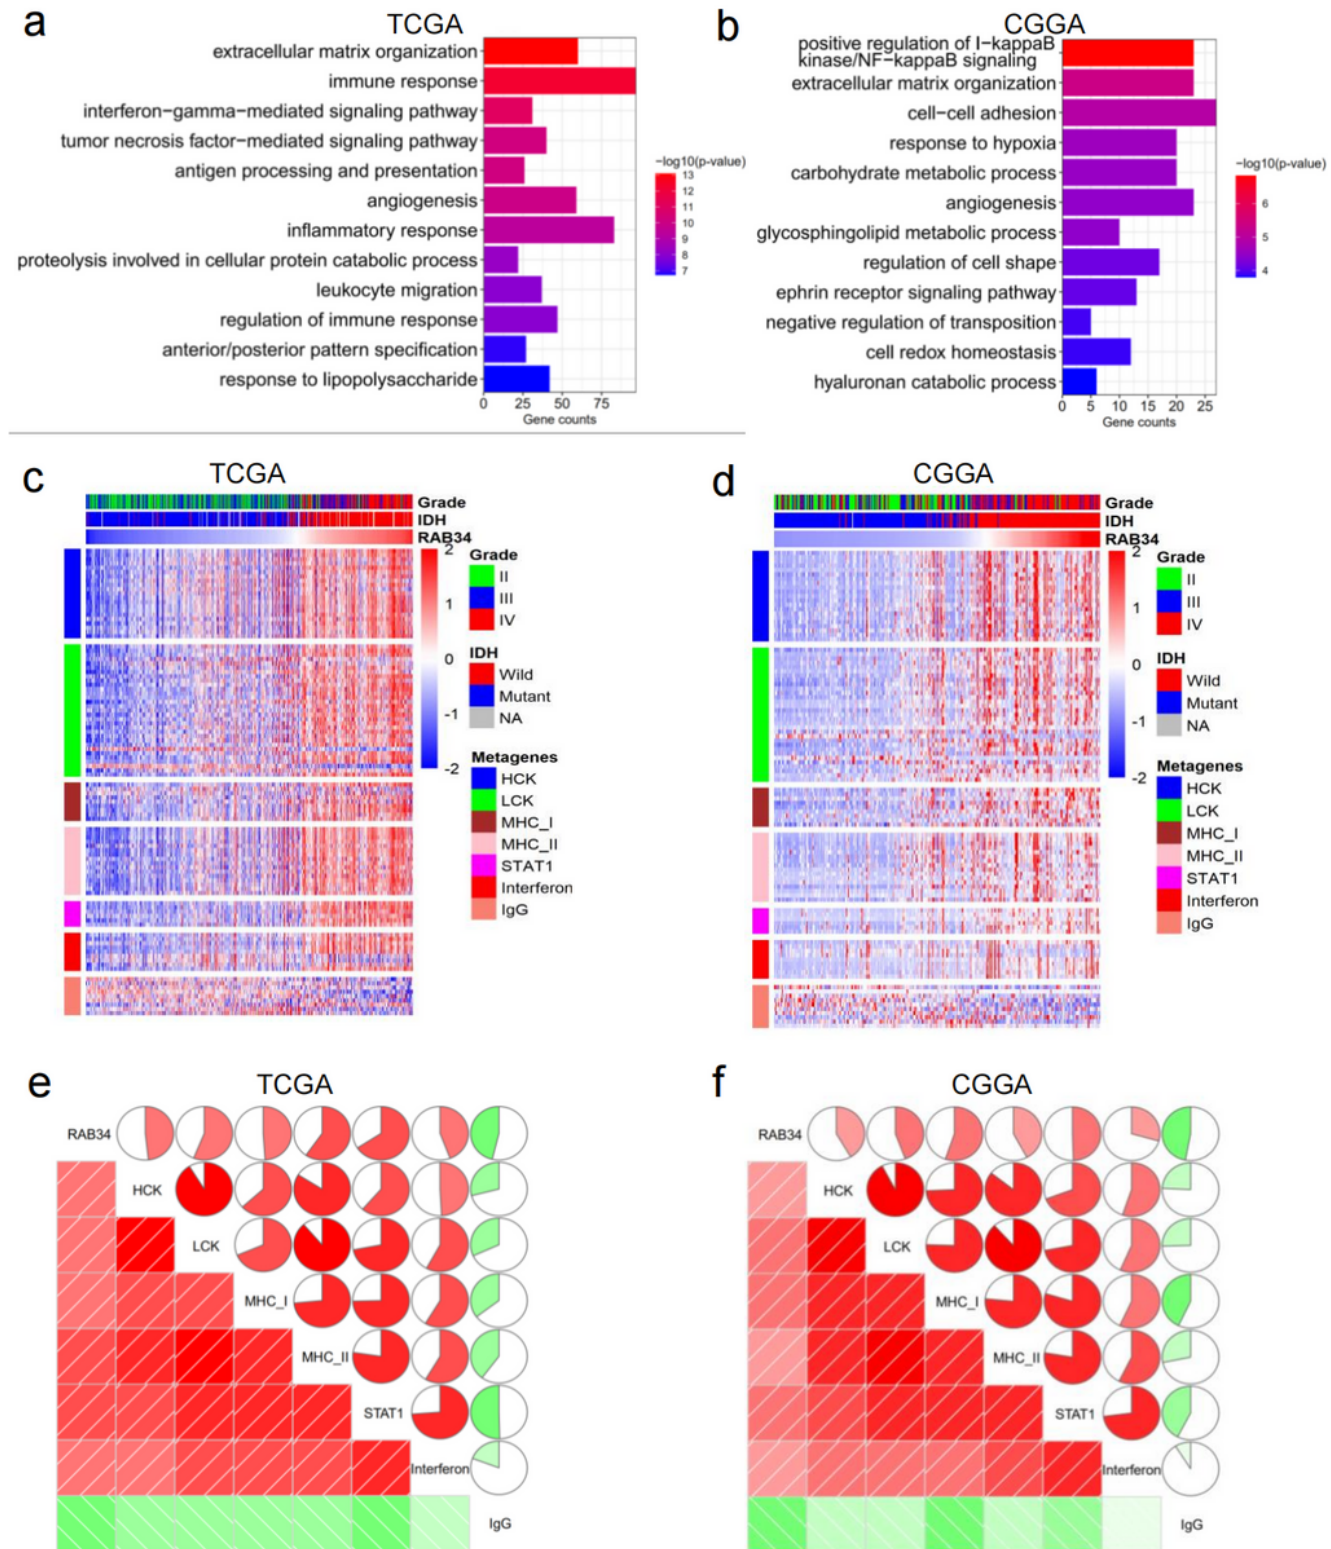 a
TCGA
extracellular matrix organization
immune response
interferon−gamma−mediated signaling pathway
tumor necrosis factor−mediated signaling pathway
antigen processing and presentation
angiogenesis
inflammatory response
proteolysis involved in cellular protein catabolic process
leukocyte migration
regulation of immune response
anterior/posterior pattern specification
response to lipopolysaccharide
0 25 50 75
Gene counts
−log10(p-value)
13
12
11
10
9
8
7
b
CGGA
positive regulation of I−kappaB
kinase/NF−kappaB signaling
extracellular matrix organization
cell−cell adhesion
response to hypoxia
carbohydrate metabolic process
angiogenesis
glycosphingolipid metabolic process
regulation of cell shape
ephrin receptor signaling pathway
negative regulation of transposition
cell redox homeostasis
hyaluronan catabolic process
0 5 10 15 20 25
Gene counts
−log10(p-value)
6
5
4
c
TCGA
Grade
IDH
RAB34
2
1
0
-1
-2
Grade
II
III
IV
IDH
Wild
Mutant
NA
Metagenes
HCK
LCK
MHC_I
MHC_II
STAT1
Interferon
IgG
d
CGGA
Grade
IDH
RAB34
2
1
0
-1
-2
Grade
II
III
IV
IDH
Wild
Mutant
NA
Metagenes
HCK
LCK
MHC_I
MHC_II
STAT1
Interferon
IgG
e
TCGA
RAB34
HCK
LCK
MHC_I
MHC_II
STAT1
Interferon
IgG
f
CGGA
RAB34
HCK
LCK
MHC_I
MHC_II
STAT1
Interferon
IgG